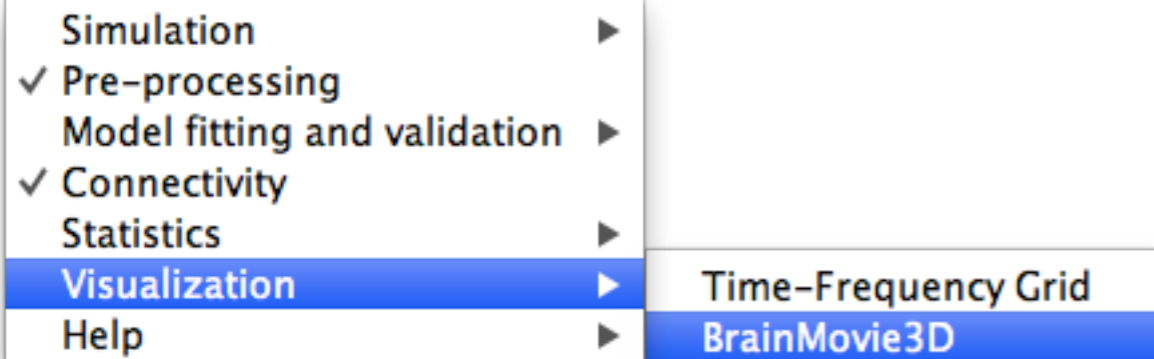 Simulation
Pre-processing
Model fitting and validation
Connectivity
Statistics
Visualization
Time-Frequency Grid
Help
BrainMovie3D